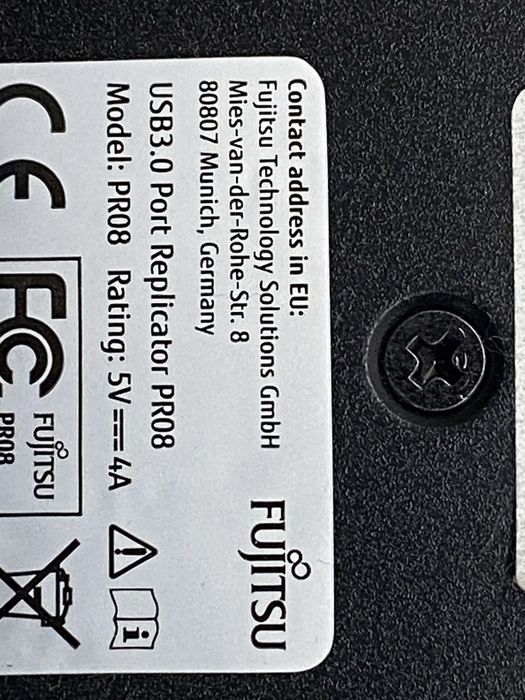 Contact address in EU:
Fujitsu Technology Solutions GmbH
Mies-van-der-Rohe-Str. 8
80807 Munich, Germany
FUJITSU
USB3.0 Port Replicator PR08
Model: PR08 Rating: 5V⎓4A
CE
FC
FUJITSU
PR08